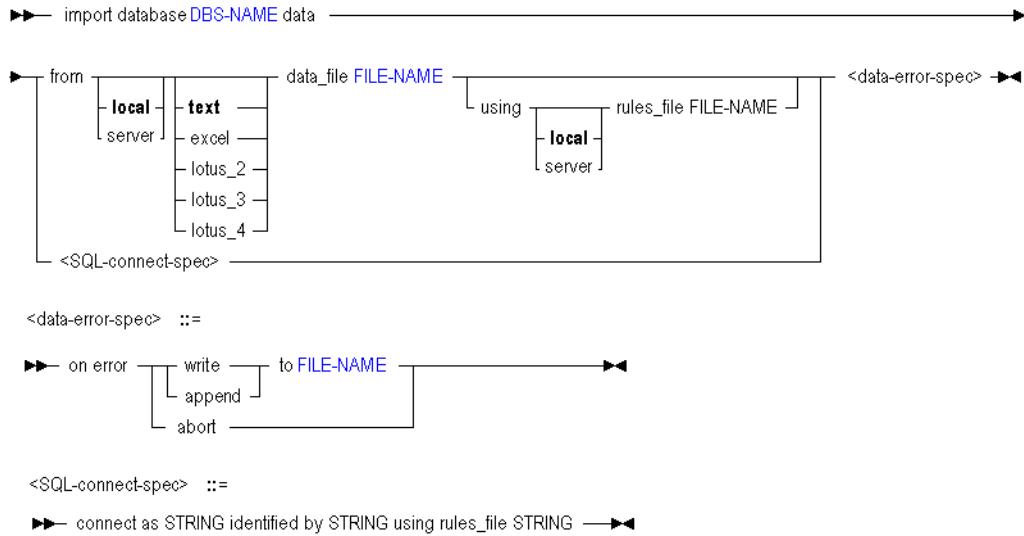 import database DBS-NAME data
from data_file FILE-NAME <data-error-spec>
local text using rules_file FILE-NAME
server excel local
lotus_2 server
lotus_3
lotus_4
<SQL-connect-spec>
<data-error-spec> ::=
on error write to FILE-NAME
append
abort
<SQL-connect-spec> ::=
connect as STRING identified by STRING using rules_file STRING